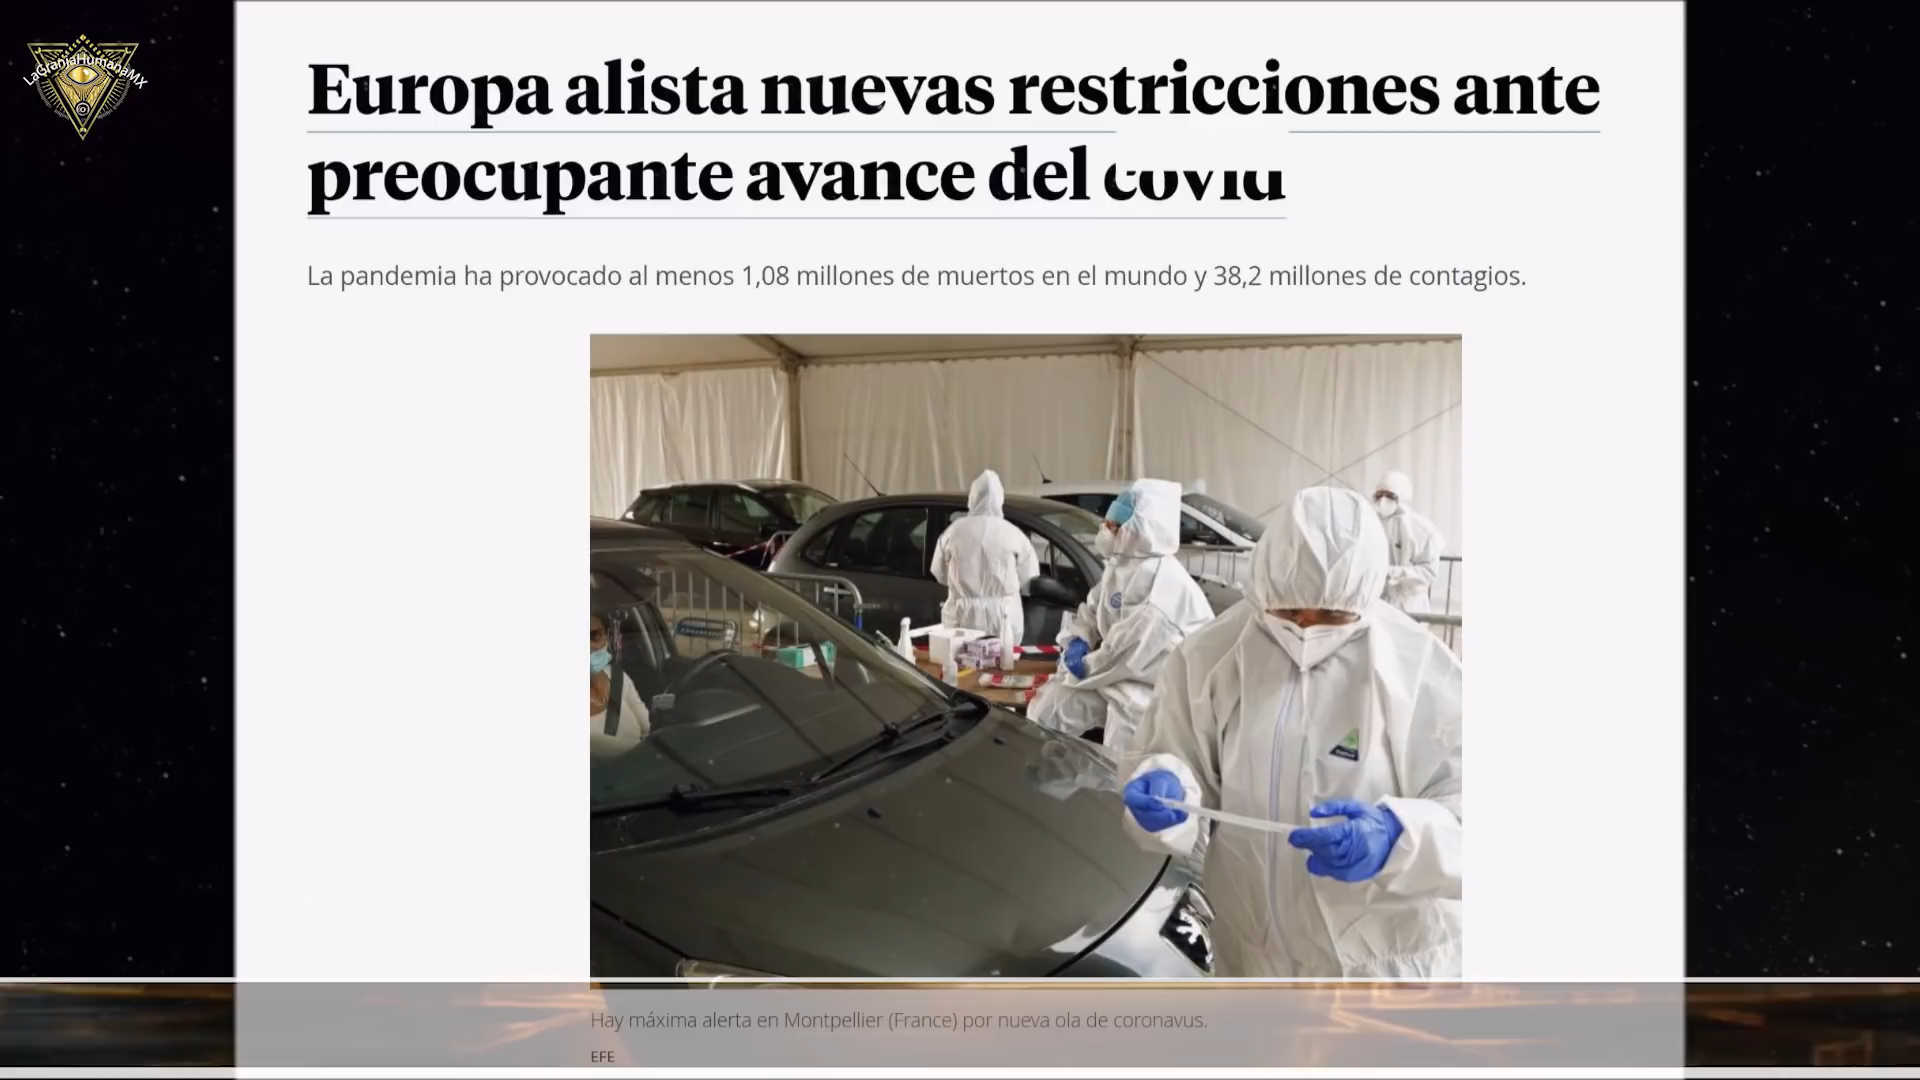 LaGranjaHumanaMX
Europa alista nuevas restricciones ante
preocupante avance del covid
La pandemia ha provocado al menos 1,08 millones de muertos en el mundo y 38,2 millones de contagios.
Hay máxima alerta en Montpellier (France) por nueva ola de coronavus.
EFE